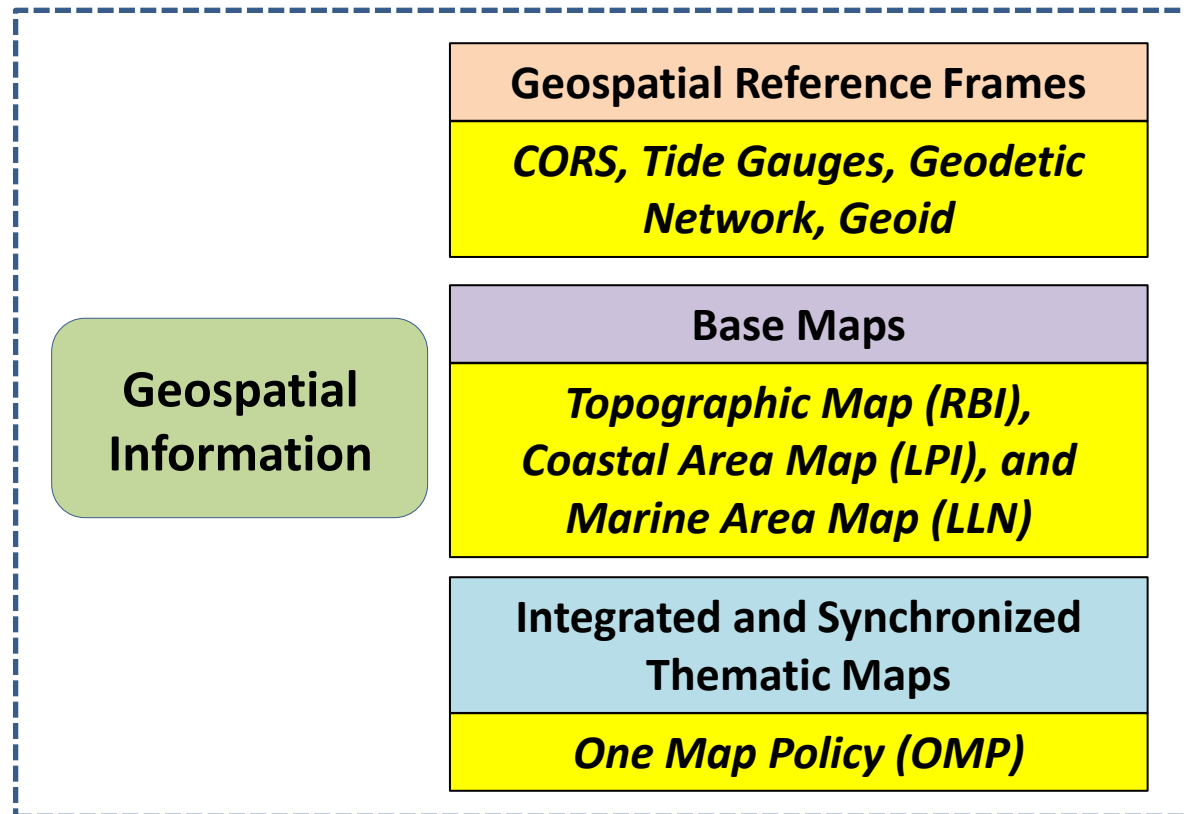 Geospatial Reference Frames
CORS, Tide Gauges, Geodetic
Network, Geoid
Geospatial
Information
Base Maps
Topographic Map (RBI),
Coastal Area Map (LPI), and
Marine Area Map (LLN)
Integrated and Synchronized
Thematic Maps
One Map Policy (OMP)